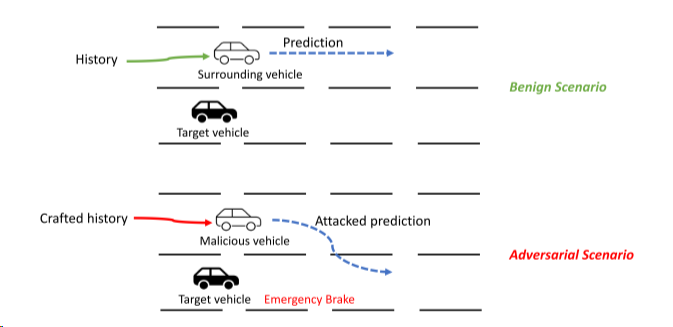 Prediction
History
Surrounding vehicle
Benign Scenario
Target vehicle
Crafted history
Attacked prediction
Malicious vehicle
Adversarial Scenario
Target vehicle Emergency Brake